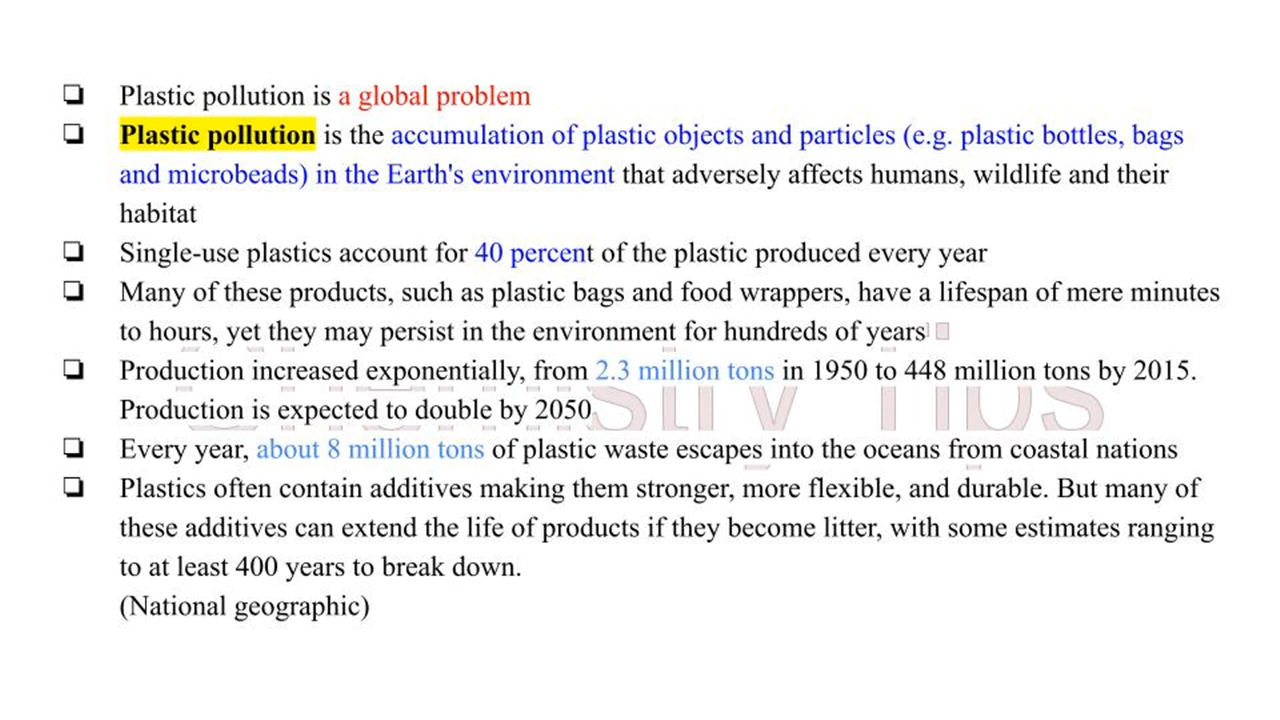 ❏ Plastic pollution is a global problem
❏ Plastic pollution is the accumulation of plastic objects and particles (e.g. plastic bottles, bags
and microbeads) in the Earth's environment that adversely affects humans, wildlife and their
habitat
❏ Single-use plastics account for 40 percent of the plastic produced every year
❏ Many of these products, such as plastic bags and food wrappers, have a lifespan of mere minutes
to hours, yet they may persist in the environment for hundreds of years
❏ Production increased exponentially, from 2.3 million tons in 1950 to 448 million tons by 2015.
Production is expected to double by 2050
❏ Every year, about 8 million tons of plastic waste escapes into the oceans from coastal nations
❏ Plastics often contain additives making them stronger, more flexible, and durable. But many of
these additives can extend the life of products if they become litter, with some estimates ranging
to at least 400 years to break down.
(National geographic)
Chemistry Tips